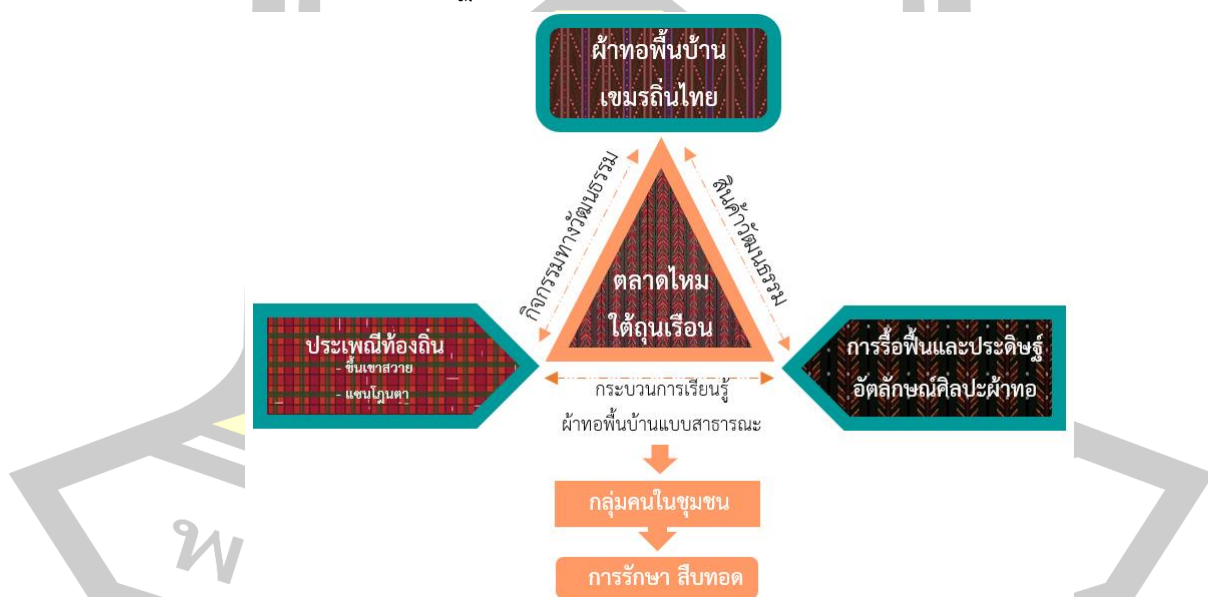 ผ้าทอพื้นบ้าน
เขมรถิ่นไทย
กิจกรรมทางวัฒนธรรม
สินค้าวัฒนธรรม
ตลาดไหม
ใต้ถุนเรือน
ประเพณีท้องถิ่น
- ขึ้นเขาสวาย
- แซนโฎนตา
การรื้อฟื้นและประดิษฐ์
อัตลักษณ์ศิลปะผ้าทอ
กระบวนการเรียนรู้
ผ้าทอพื้นบ้านแบบสาธารณะ
กลุ่มคนในชุมชน
การรักษา สืบทอด